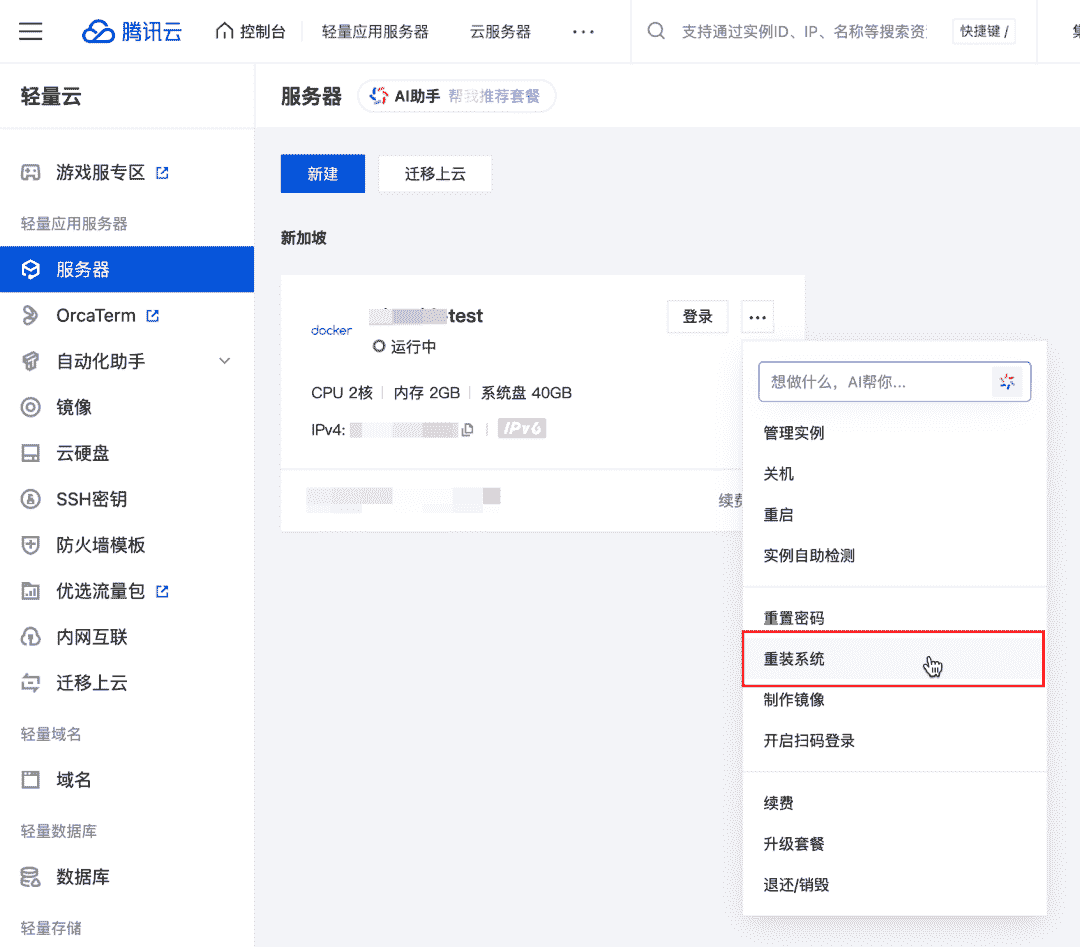 腾讯云 控制台 轻量应用服务器 云服务器 ··· 支持通过实例ID、IP、名称等搜索资 快捷键 /
轻量云
服务器 AI助手 帮我推荐套餐
游戏服专区
轻量应用服务器
服务器
OrcaTerm
自动化助手
镜像
云硬盘
SSH密钥
防火墙模板
优选流量包
内网互联
迁移上云
轻量域名
域名
轻量数据库
数据库
轻量存储
新建 迁移上云
新加坡
docker test 登录 ···
运行中
CPU 2核 内存 2GB 系统盘 40GB
IPv4: IPv6
续费
想做什么，AI帮你...
管理实例
关机
重启
实例自助检测
重置密码
重装系统
制作镜像
开启扫码登录
续费
升级套餐
退还/销毁